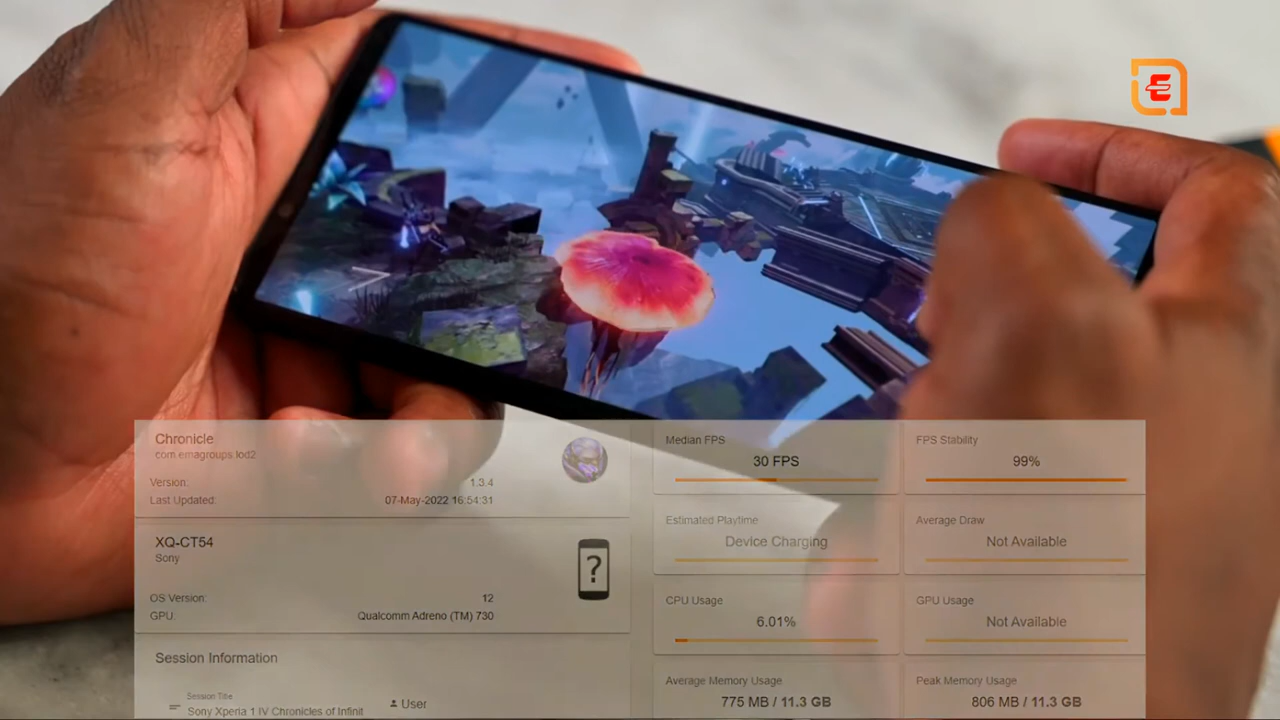 E
Chronicle
com.emagroups.lod2
Version:
1.3.4
Last Updated:
07-May-2022 16:54:31
XQ-CT54
Sony
?
OS Version:
12
GPU:
Qualcomm Adreno (TM) 730
Session Information
Session Title
Sony Xperia 1 IV Chronicles of Infinit
User
Median FPS
30 FPS
FPS Stability
99%
Estimated Playtime
Device Charging
Average Draw
Not Available
CPU Usage
6.01%
GPU Usage
Not Available
Average Memory Usage
775 MB / 11.3 GB
Peak Memory Usage
806 MB / 11.3 GB